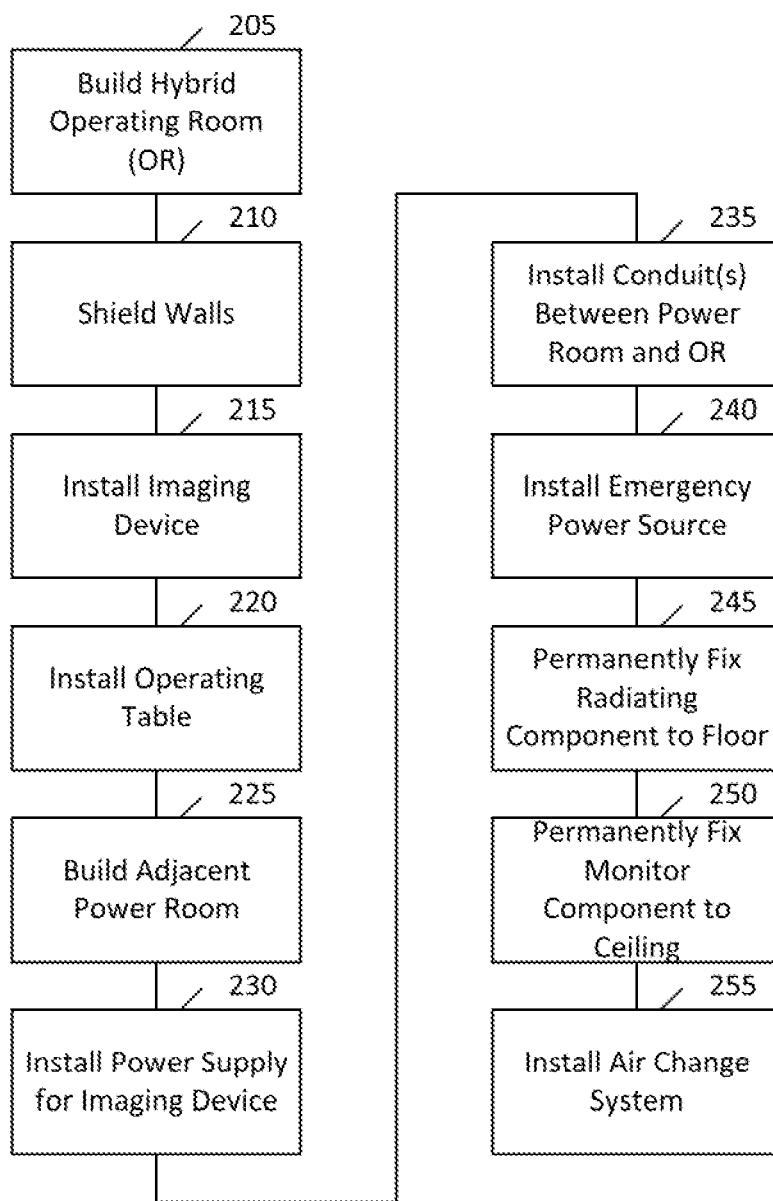 205
Build Hybrid
Operating Room
(OR)
210
Shield Walls
215
Install Imaging
Device
220
Install Operating
Table
225
Build Adjacent
Power Room
230
Install Power Supply
for Imaging Device
235
Install Conduit(s)
Between Power
Room and OR
240
Install Emergency
Power Source
245
Permanently Fix
Radiating
Component to Floor
250
Permanently Fix
Monitor
Component to
Ceiling
255
Install Air Change
System